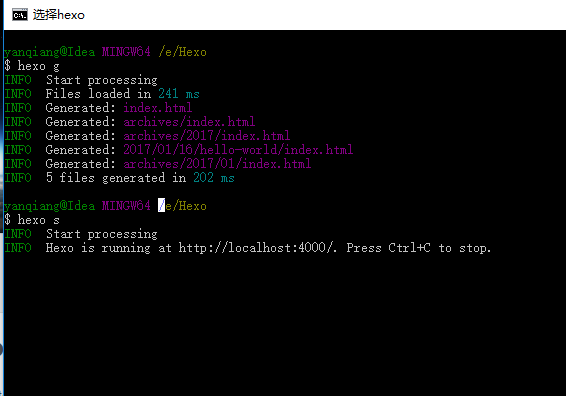 选择hexo
yanqiang@Idea MINGW64 /e/Hexo
$ hexo g
INFO  Start processing
INFO  Files loaded in 241 ms
INFO  Generated: index.html
INFO  Generated: archives/index.html
INFO  Generated: archives/2017/index.html
INFO  Generated: 2017/01/16/hello-world/index.html
INFO  Generated: archives/2017/01/index.html
INFO  5 files generated in 202 ms
yanqiang@Idea MINGW64 /e/Hexo
$ hexo s
INFO  Start processing
INFO  Hexo is running at http://localhost:4000/. Press Ctrl+C to stop.